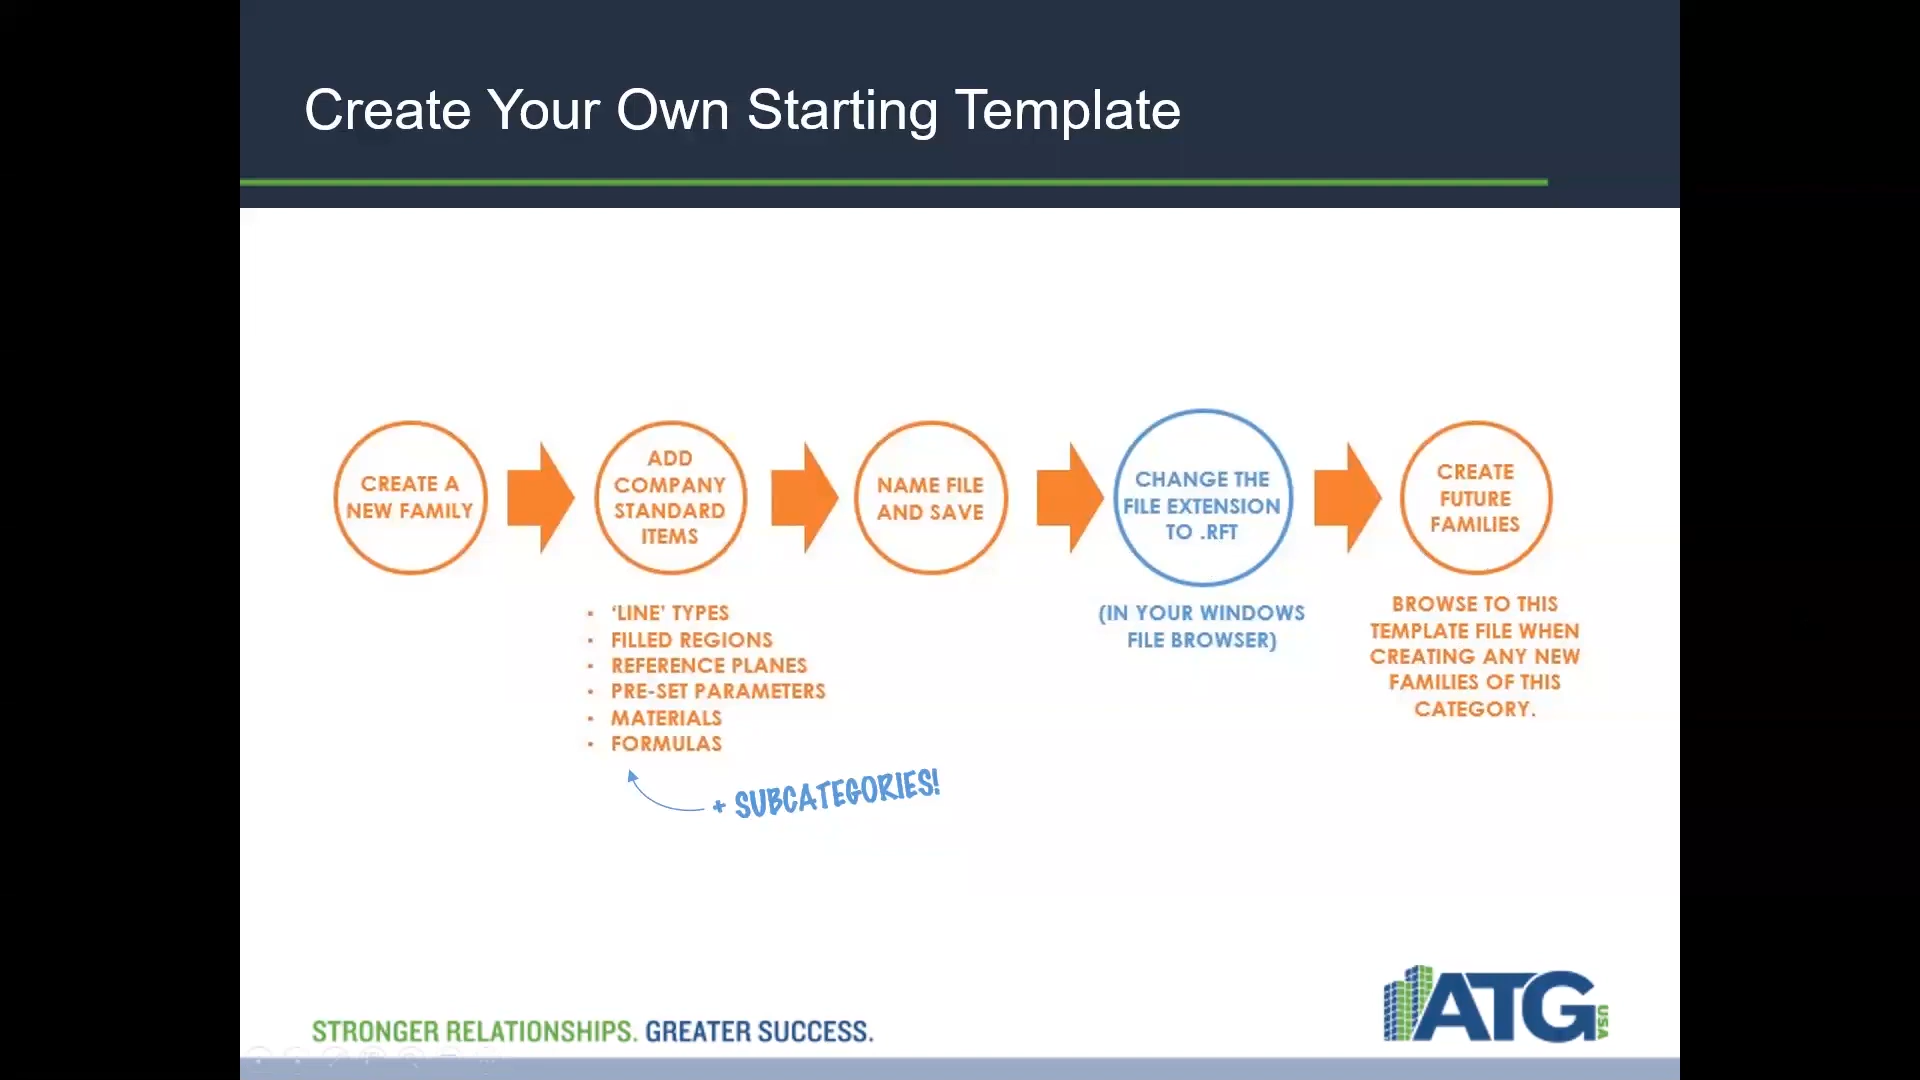 Create Your Own Starting Template
CREATE A
NEW FAMILY
ADD
COMPANY
STANDARD
ITEMS
NAME FILE
AND SAVE
CHANGE THE
FILE EXTENSION
TO .RFT
CREATE
FUTURE
FAMILIES
• ‘LINE’ TYPES
• FILLED REGIONS
• REFERENCE PLANES
• PRE-SET PARAMETERS
• MATERIALS
• FORMULAS
+ SUBCATEGORIES!
(IN YOUR WINDOWS
FILE BROWSER)
BROWSE TO THIS
TEMPLATE FILE WHEN
CREATING ANY NEW
FAMILIES OF THIS
CATEGORY.
STRONGER RELATIONSHIPS. GREATER SUCCESS.
ATG USA